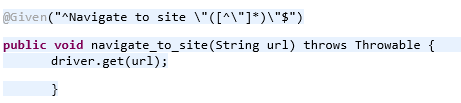 @Given("^Navigate to site \"([^\"]*)\"$")
public void navigate_to_site(String url) throws Throwable {
driver.get(url);
}